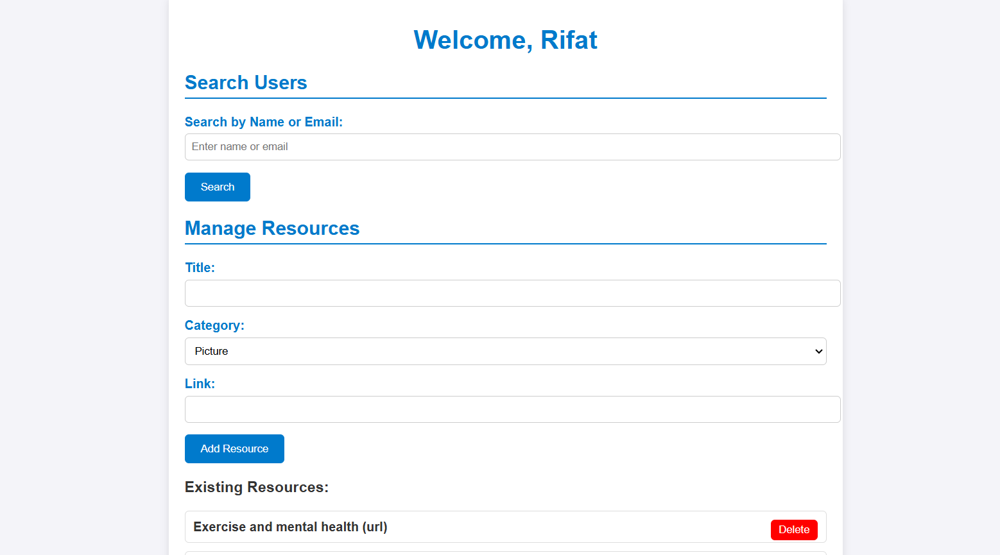 Welcome, Rifat
Search Users
Search by Name or Email:
Enter name or email
Search
Manage Resources
Title:
Category:
Picture
Link:
Add Resource
Existing Resources:
Exercise and mental health (url)
Delete